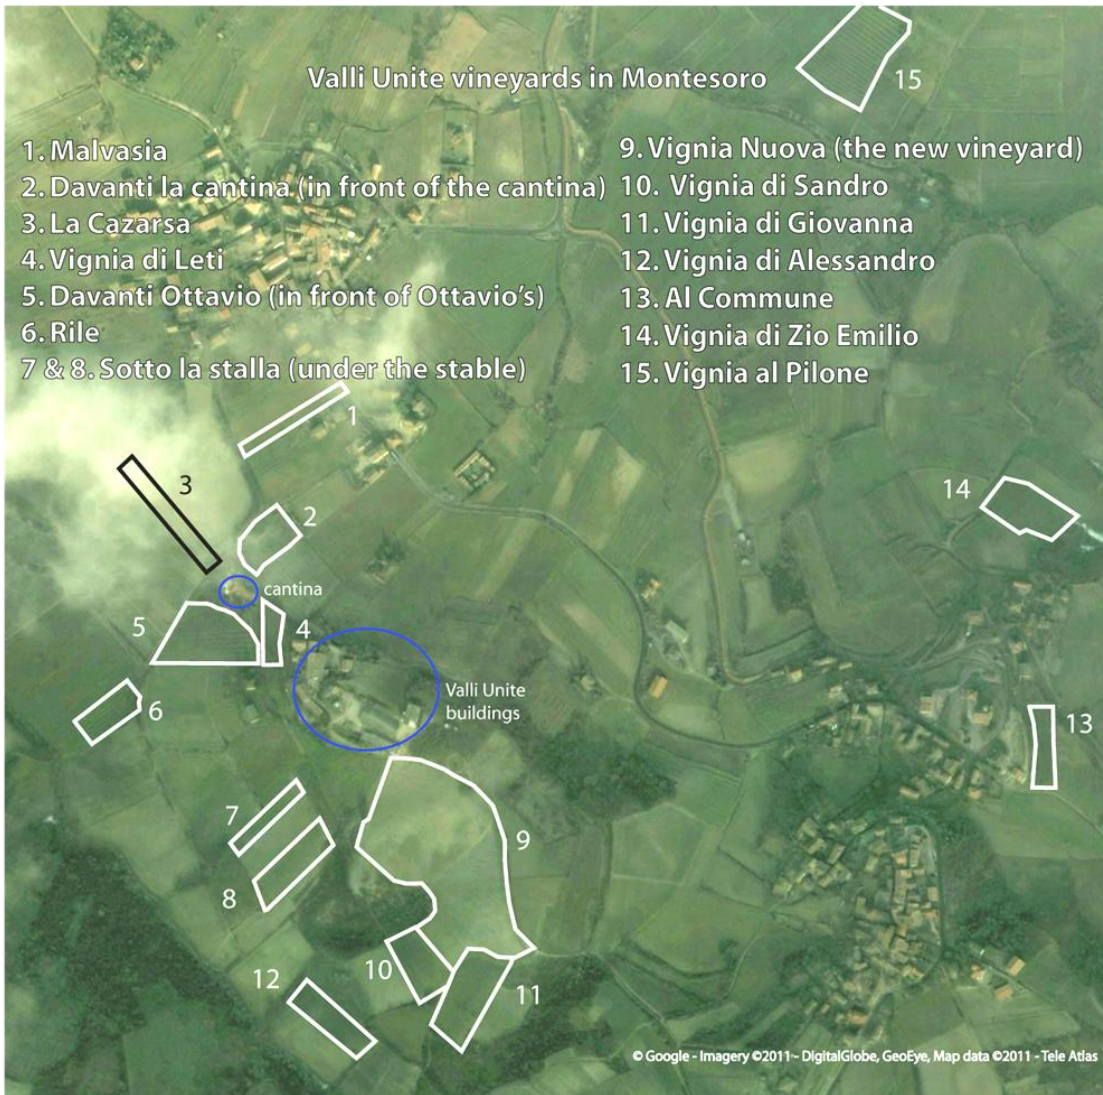 Valli Unite vineyards in Montesoro
1. Malvasia
2. Davanti la cantina (in front of the cantina)
3. La Cazarsa
4. Vignia di Leti
5. Davanti Ottavio (in front of Ottavio's)
6. Rile
7 & 8. Sotto la stalla (under the stable)
9. Vignia Nuova (the new vineyard)
10. Vignia di Sandro
11. Vignia di Giovanna
12. Vignia di Alessandro
13. Al Commune
14. Vignia di Zio Emilio
15. Vignia al Pilone
15
1
3
2
14
cantina
5
4
Valli Unite
buildings
6
13
7
9
8
10
12
11
© Google - Imagery ©2011 - DigitalGlobe, GeoEye, Map data ©2011 - Tele Atlas